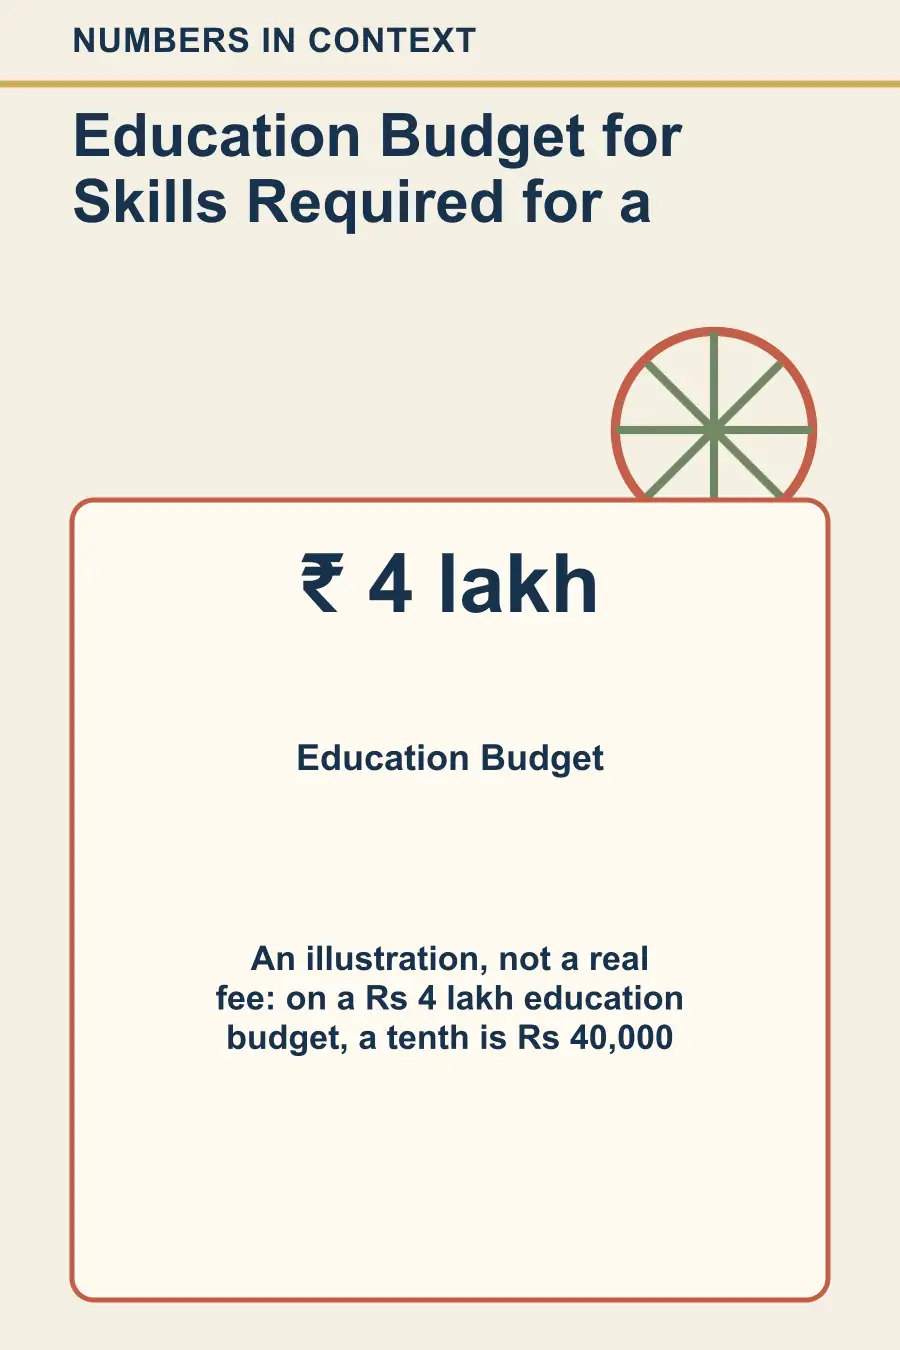 NUMBERS IN CONTEXT
Education Budget for
Skills Required for a
₹ 4 lakh
Education Budget
An illustration, not a real
fee: on a Rs 4 lakh education
budget, a tenth is Rs 40,000